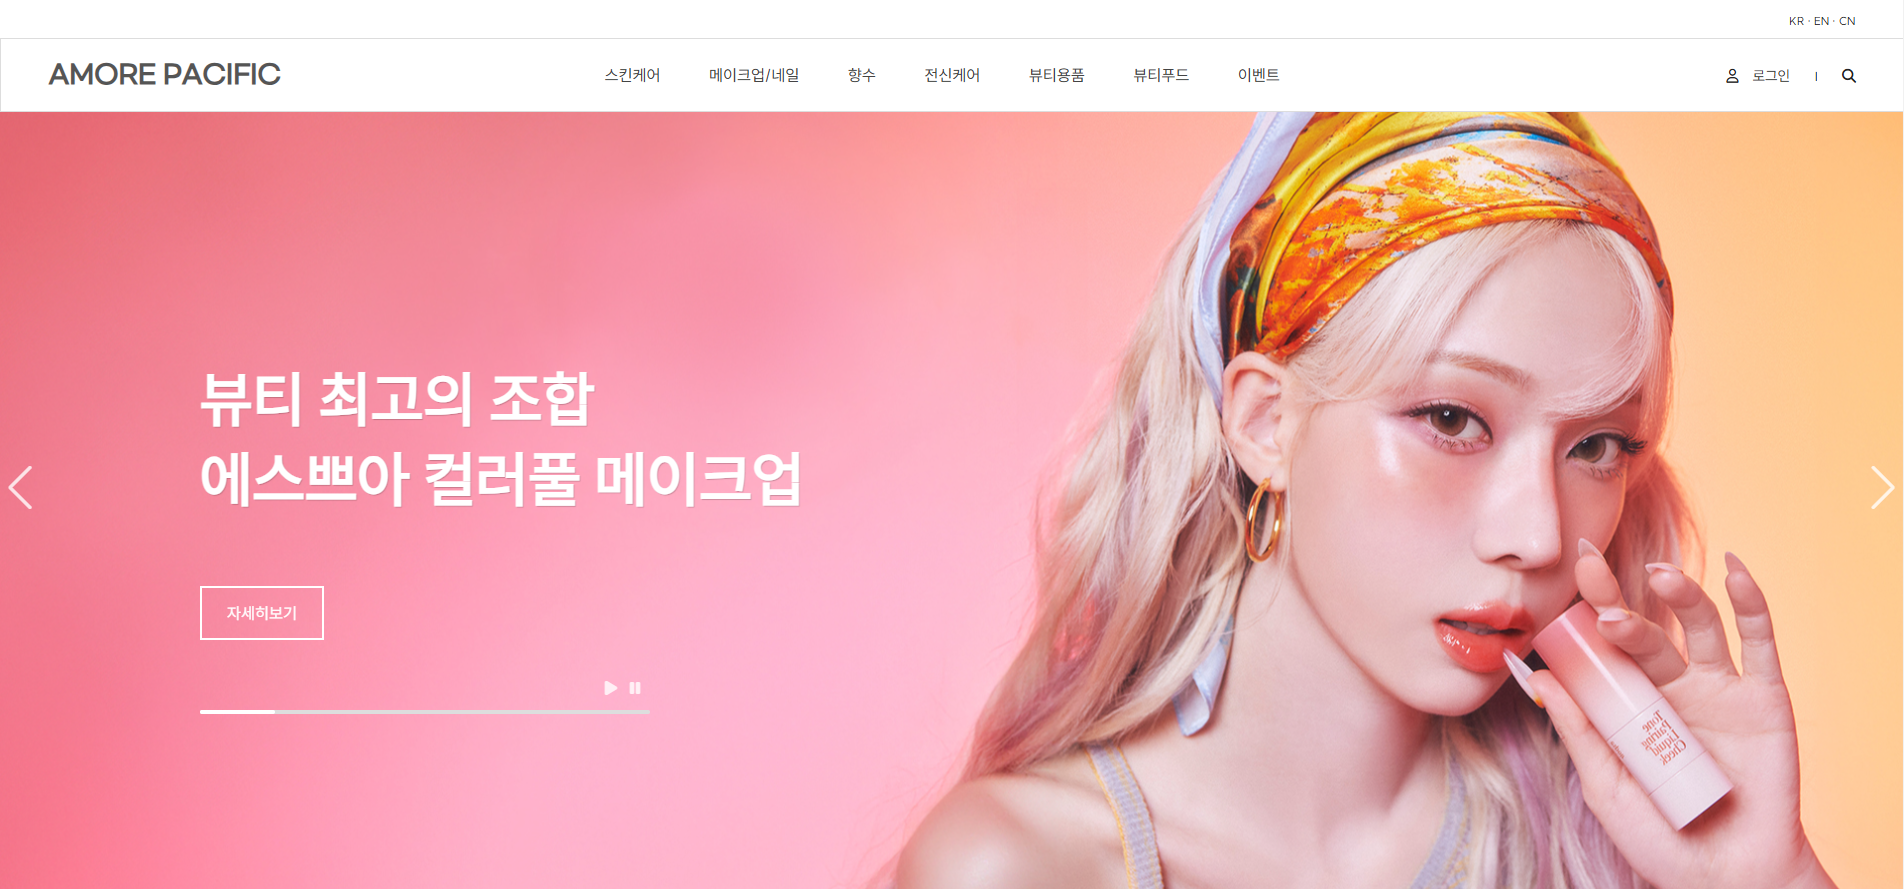 KR · EN · CN
AMORE PACIFIC
스킨케어
메이크업/네일
향수
전신케어
뷰티용품
뷰티푸드
이벤트
로그인
뷰티 최고의 조합
에스쁘아 컬러풀 메이크업
자세히보기
Tone
Pairing
Liquid
Cheek